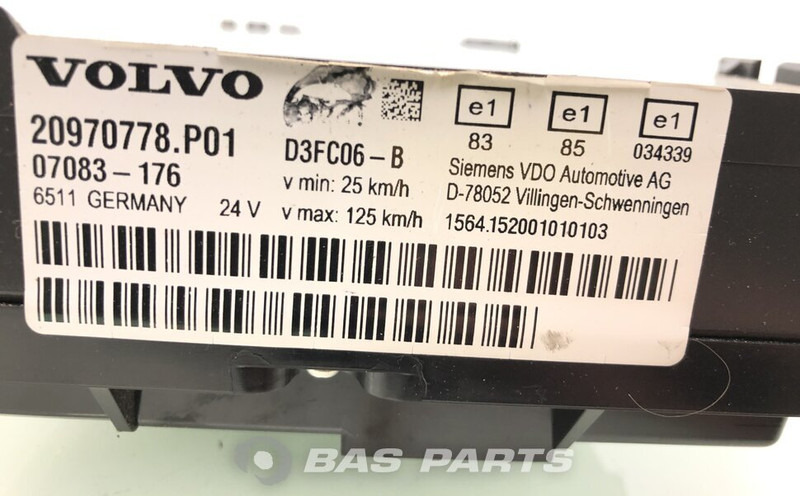 VOLVO
20970778.P01
07083-176
6511 GERMANY 24 V
D3FC06-B
v min: 25 km/h
v max: 125 km/h
e1 e1 e1
83 85 034339
Siemens VDO Automotive AG
D-78052 Villingen-Schwenningen
1564.152001010103
BAS PARTS